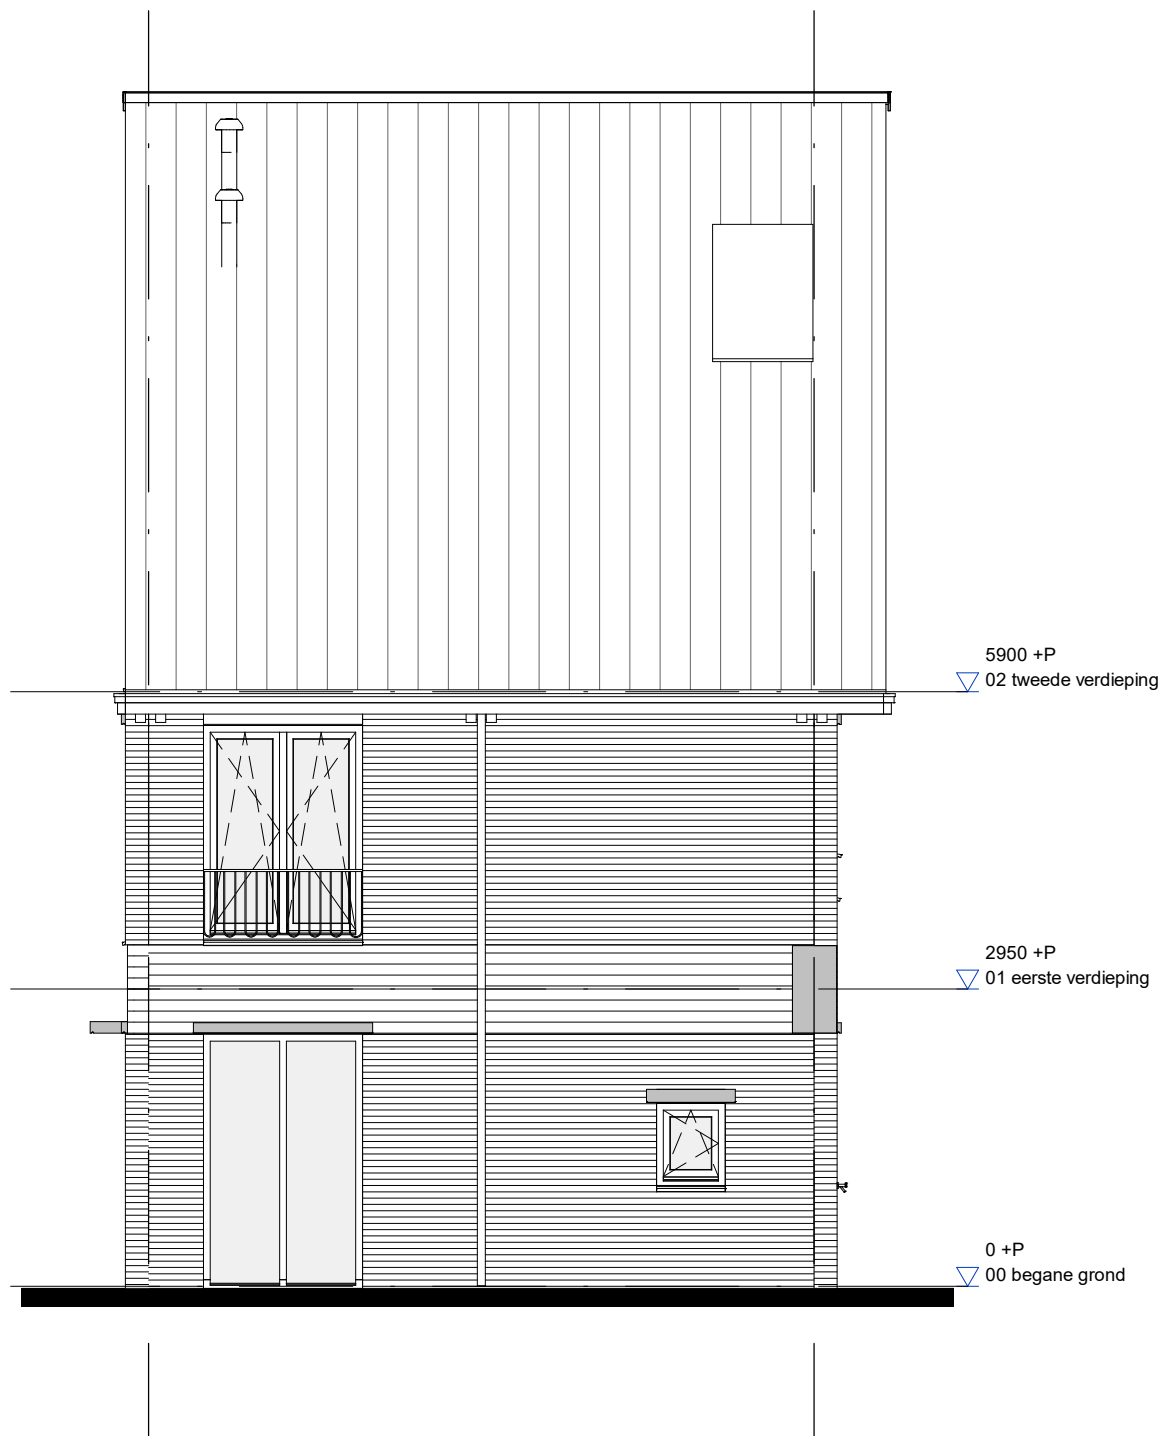 5900 +P
02 tweede verdieping
2950 +P
01 eerste verdieping
0 +P
00 begane grond